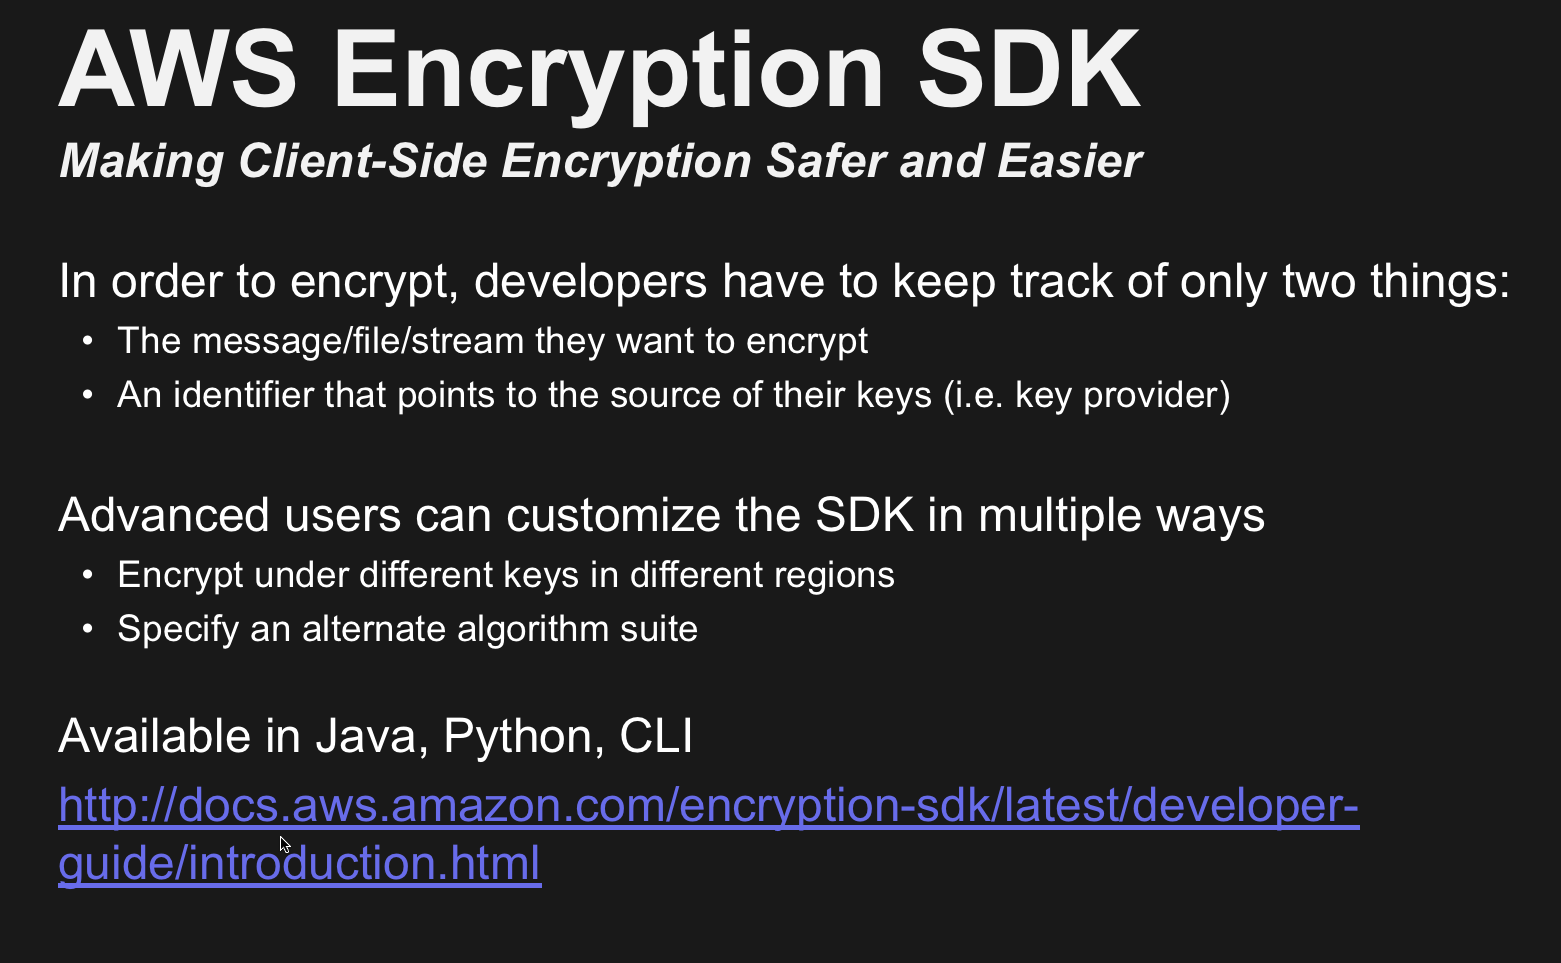 AWS Encryption SDK
Making Client-Side Encryption Safer and Easier
In order to encrypt, developers have to keep track of only two things:
• The message/file/stream they want to encrypt
• An identifier that points to the source of their keys (i.e. key provider)
Advanced users can customize the SDK in multiple ways
• Encrypt under different keys in different regions
• Specify an alternate algorithm suite
Available in Java, Python, CLI
http://docs.aws.amazon.com/encryption-sdk/latest/developer-
guide/introduction.html